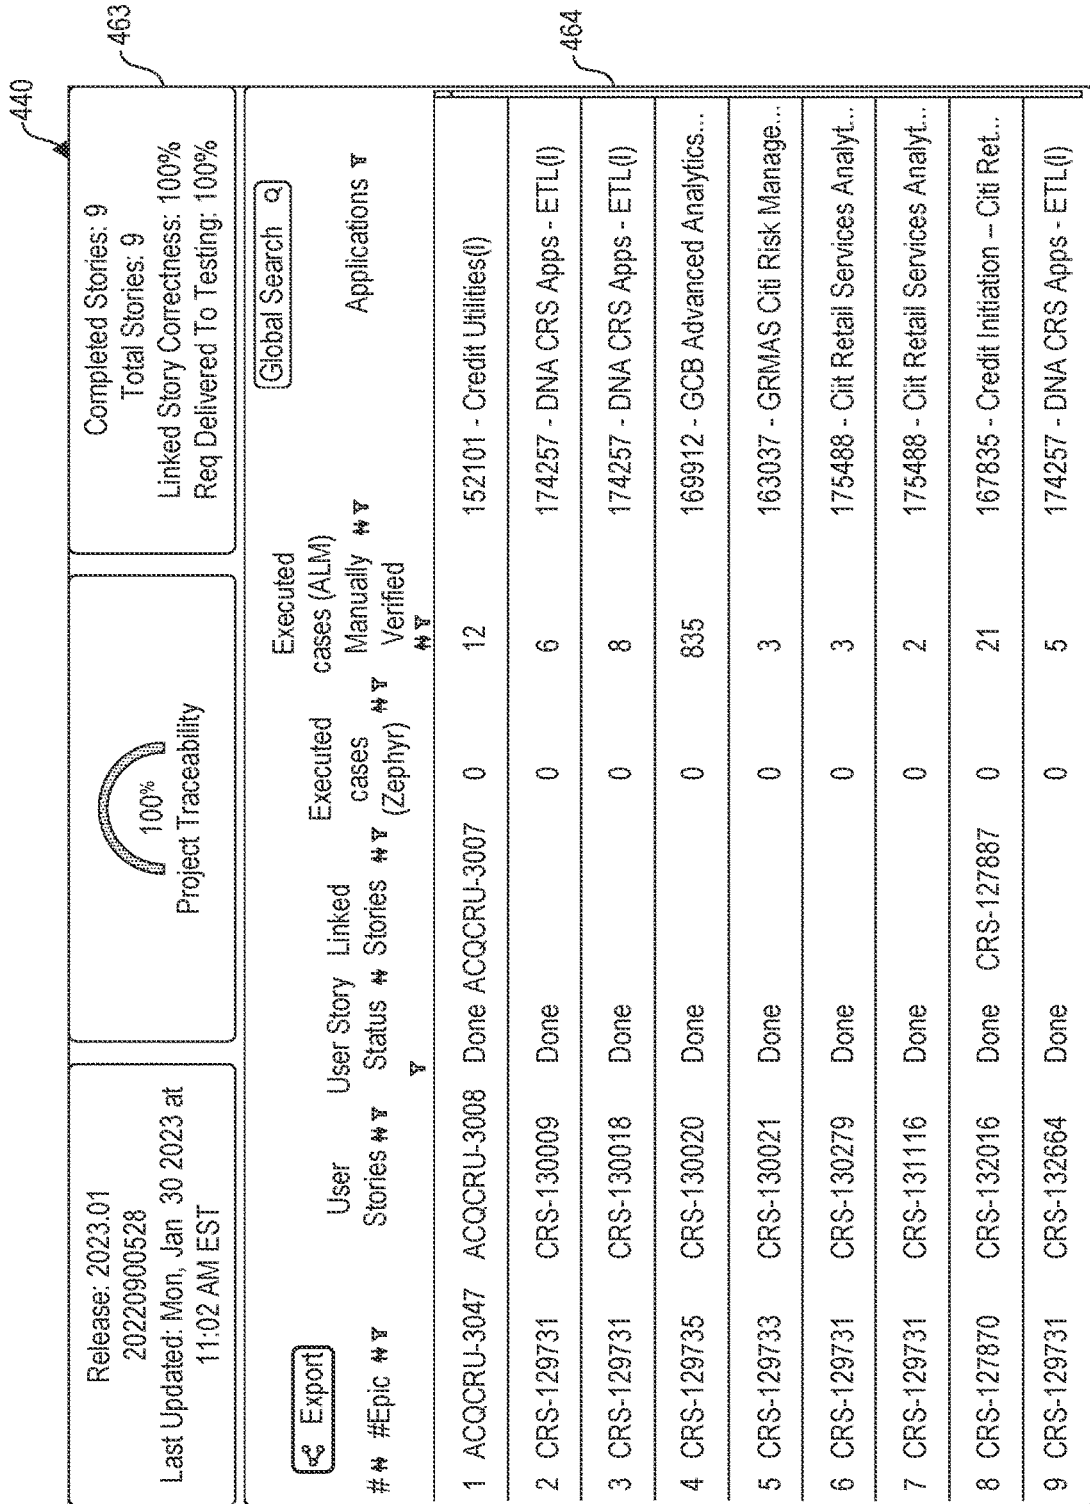 440
463
Release: 2023.01
20220900528
Last Updated: Mon, Jan 30 2023 at
11:02 AM EST
100%
Project Traceability
Completed Stories: 9
Total Stories: 9
Linked Story Correctness: 100%
Req Delivered To Testing: 100%
Export
Global Search
# #Epic User Stories User Story Status Linked Stories Executed cases (Zephyr) Executed cases (ALM) Manually Verified Applications
464
1 ACQCRU-3047 ACQCRU-3008 Done ACQCRU-3007 0 12 152101 - Credit Utilities(I)
2 CRS-129731 CRS-130009 Done 0 6 174257 - DNA CRS Apps - ETL(I)
3 CRS-129731 CRS-130018 Done 0 8 174257 - DNA CRS Apps - ETL(I)
4 CRS-129735 CRS-130020 Done 0 835 169912 - GCB Advanced Analytics...
5 CRS-129733 CRS-130021 Done 0 3 163037 - GRMAS Citi Risk Manage...
6 CRS-129731 CRS-130279 Done 0 3 175488 - Ciit Retail Services Analyt...
7 CRS-129731 CRS-131116 Done 0 2 175488 - Ciit Retail Services Analyt...
8 CRS-127870 CRS-132016 Done CRS-127887 0 21 167835 - Credit Initiation – Citi Ret...
9 CRS-129731 CRS-132664 Done 0 5 174257 - DNA CRS Apps - ETL(I)